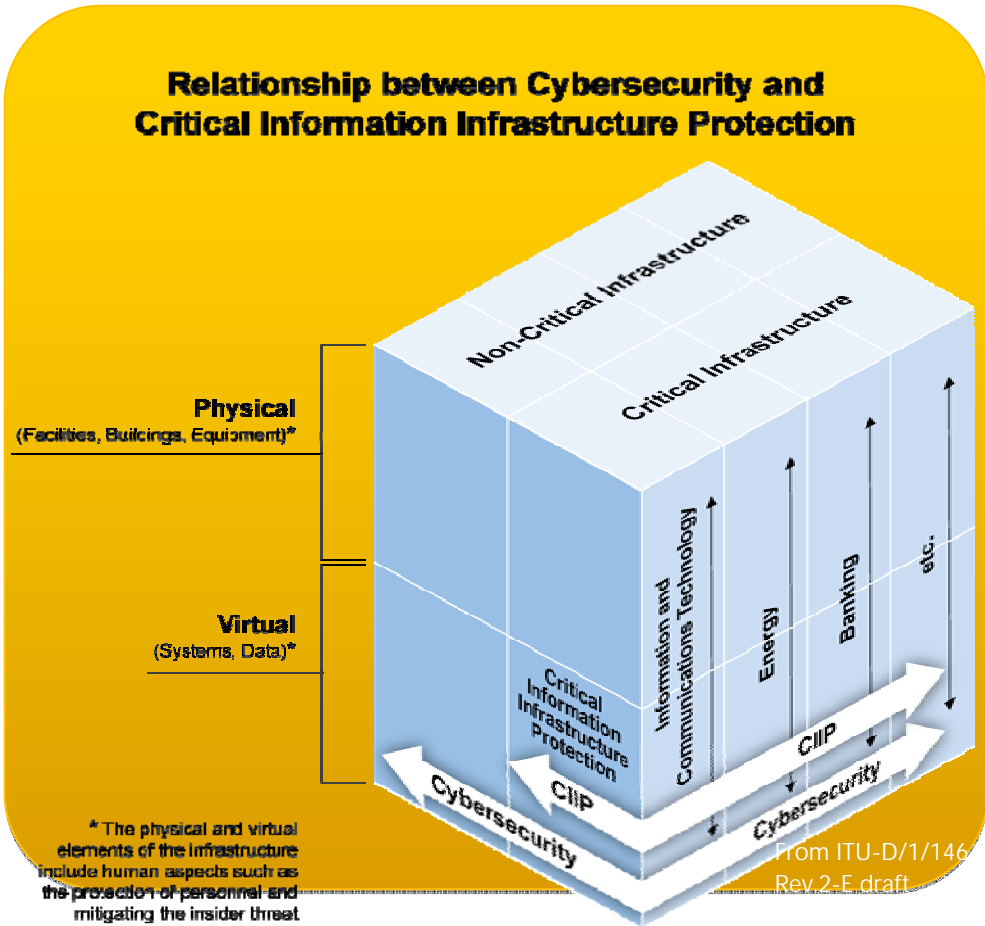 Relationship between Cybersecurity and
Critical Information Infrastructure Protection
Non-Critical Infrastructure
Critical Infrastructure
Physical
(Facilities, Buildings, Equipment)*
Virtual
(Systems, Data)*
Information and
Communications Technology
Energy
Banking
etc.
Critical
Information
Infrastructure
Protection
CIIP
CIIP
Cybersecurity
Cybersecurity
* The physical and virtual
elements of the infrastructure
include human aspects such as
the protection of personnel and
mitigating the insider threat
From ITU-D/1/146
Rev.2-E draft